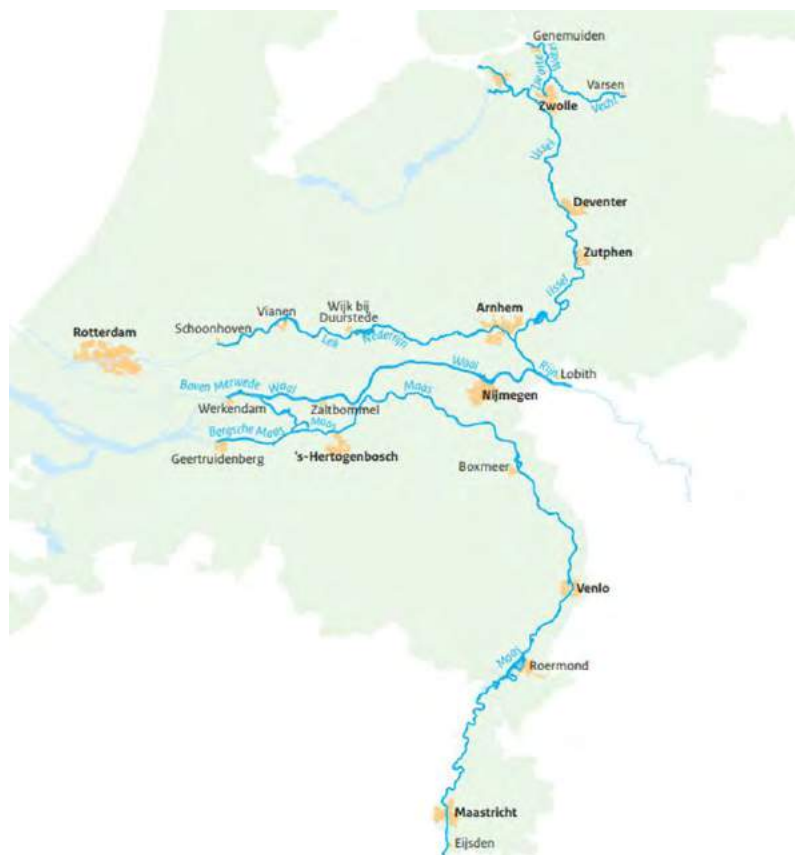 Genemuiden
Zwarte
Water
Varsen
Vecht
Zwolle
IJssel
Deventer
Zutphen
IJssel
Arnhem
Wijk bij
Duurstede
Vianen
Schoonhoven
Rotterdam
Lek
Nederrijn
Rijn
Lobith
Waal
Maas
Nijmegen
Boven Merwede
Waal
Werkendam
Zaltbommel
Maas
Bergsche Maas
Geertruidenberg
's-Hertogenbosch
Boxmeer
Venlo
Maas
Roermond
Maastricht
Eijsden